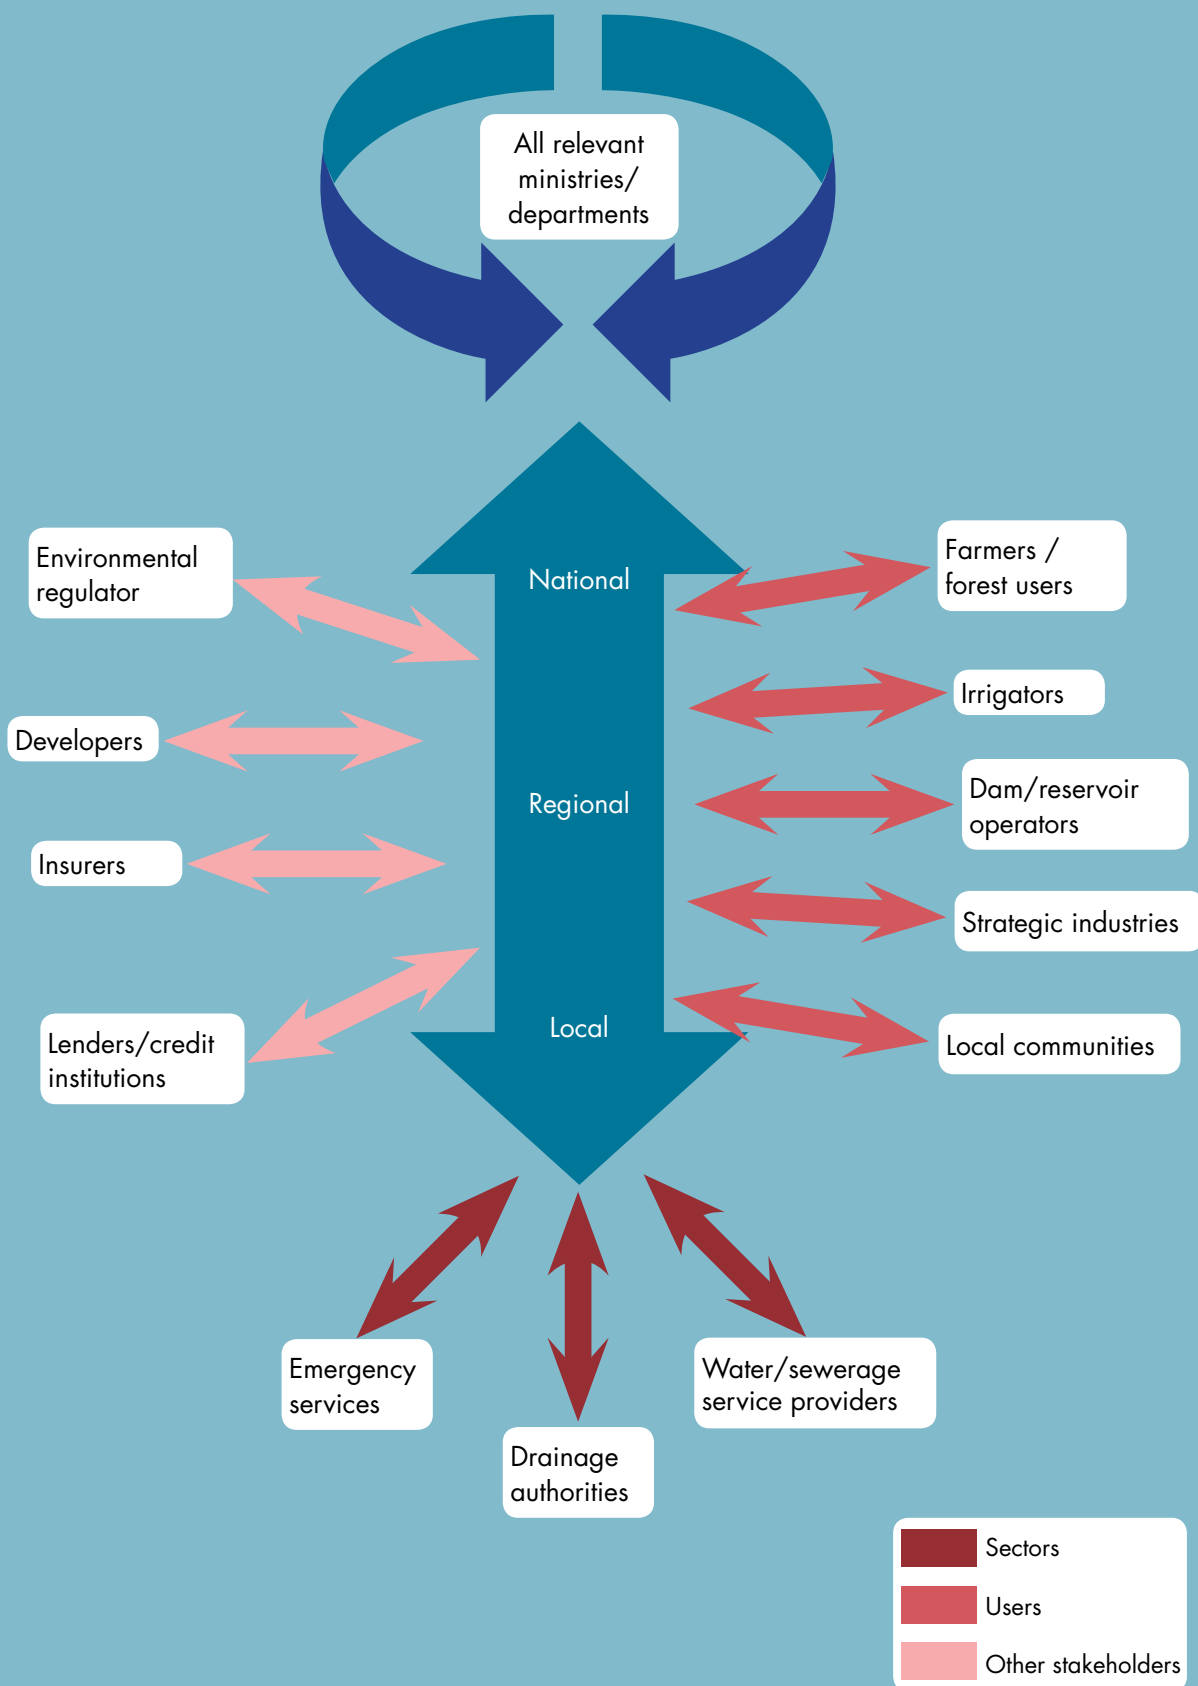 All relevant
ministries/
departments
National
Regional
Local
Environmental
regulator
Developers
Insurers
Lenders/credit
institutions
Farmers /
forest users
Irrigators
Dam/reservoir
operators
Strategic industries
Local communities
Emergency
services
Drainage
authorities
Water/sewerage
service providers
Sectors
Users
Other stakeholders